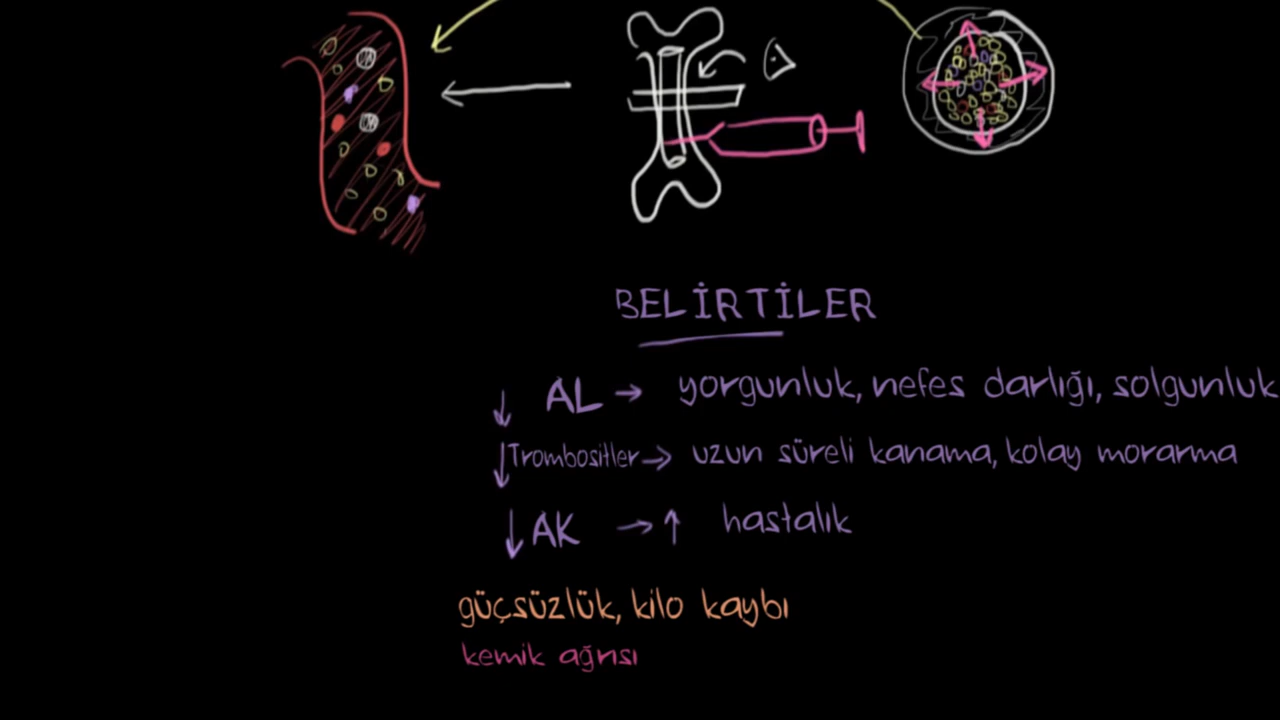 BELİRTİLER
↓ AL → yorgunluk, nefes darlığı, solgunluk
↓ Trombositler → uzun süreli kanama, kolay morarma
↓ AK → ↑ hastalık
güçsüzlük, kilo kaybı
kemik ağrısı